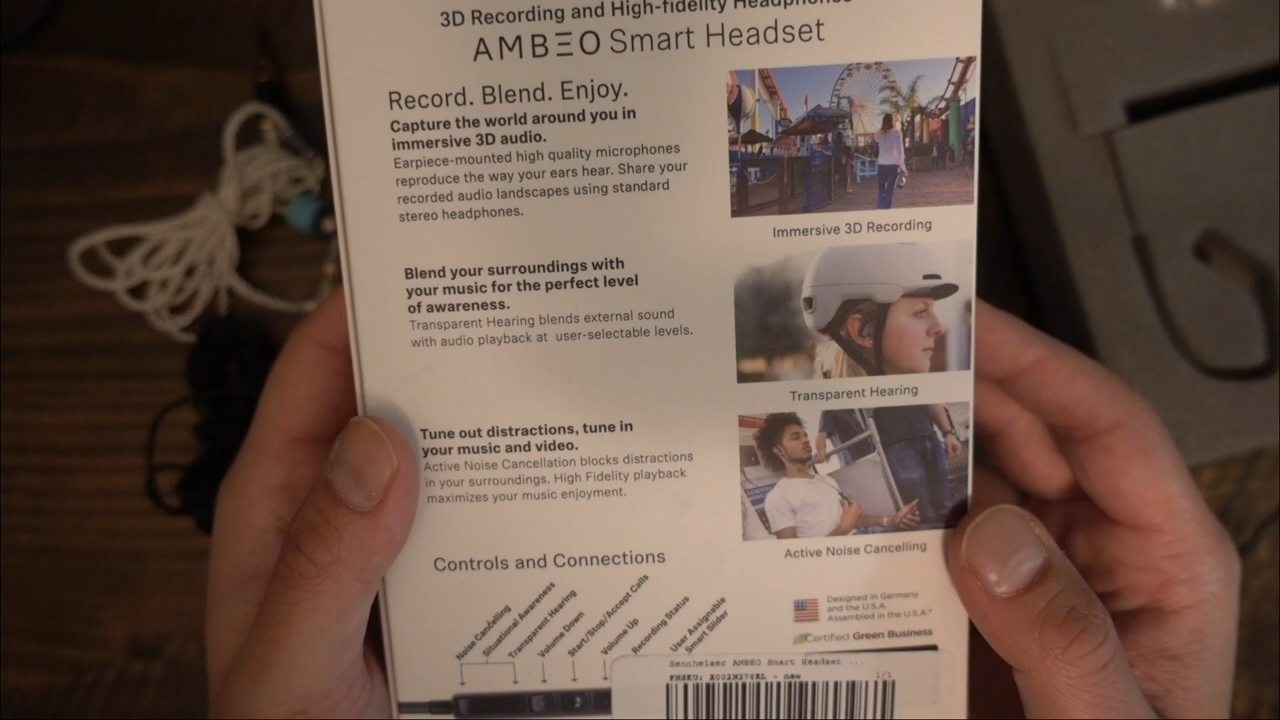 3D Recording and High-fidelity Headphones
AMBEO Smart Headset
Record. Blend. Enjoy.
Capture the world around you in
immersive 3D audio.
Earpiece-mounted high quality microphones
reproduce the way your ears hear. Share your
recorded audio landscapes using standard
stereo headphones.
Immersive 3D Recording
Blend your surroundings with
your music for the perfect level
of awareness.
Transparent Hearing blends external sound
with audio playback at user-selectable levels.
Transparent Hearing
Tune out distractions, tune in
your music and video.
Active Noise Cancellation blocks distractions
in your surroundings. High Fidelity playback
maximizes your music enjoyment.
Active Noise Cancelling
Controls and Connections
Noise Cancelling
Situational Awareness
Transparent Hearing
Volume Down
Start/Stop/Accept Calls
Volume Up
Recording Status
User Assignable
Smart Slider
Designed in Germany
and the U.S.A.
Assembled in the U.S.A.*
Certified Green Business
Sennheiser AMBEO Smart Headset ...
FNSKU: X002N276KL - new
1/1